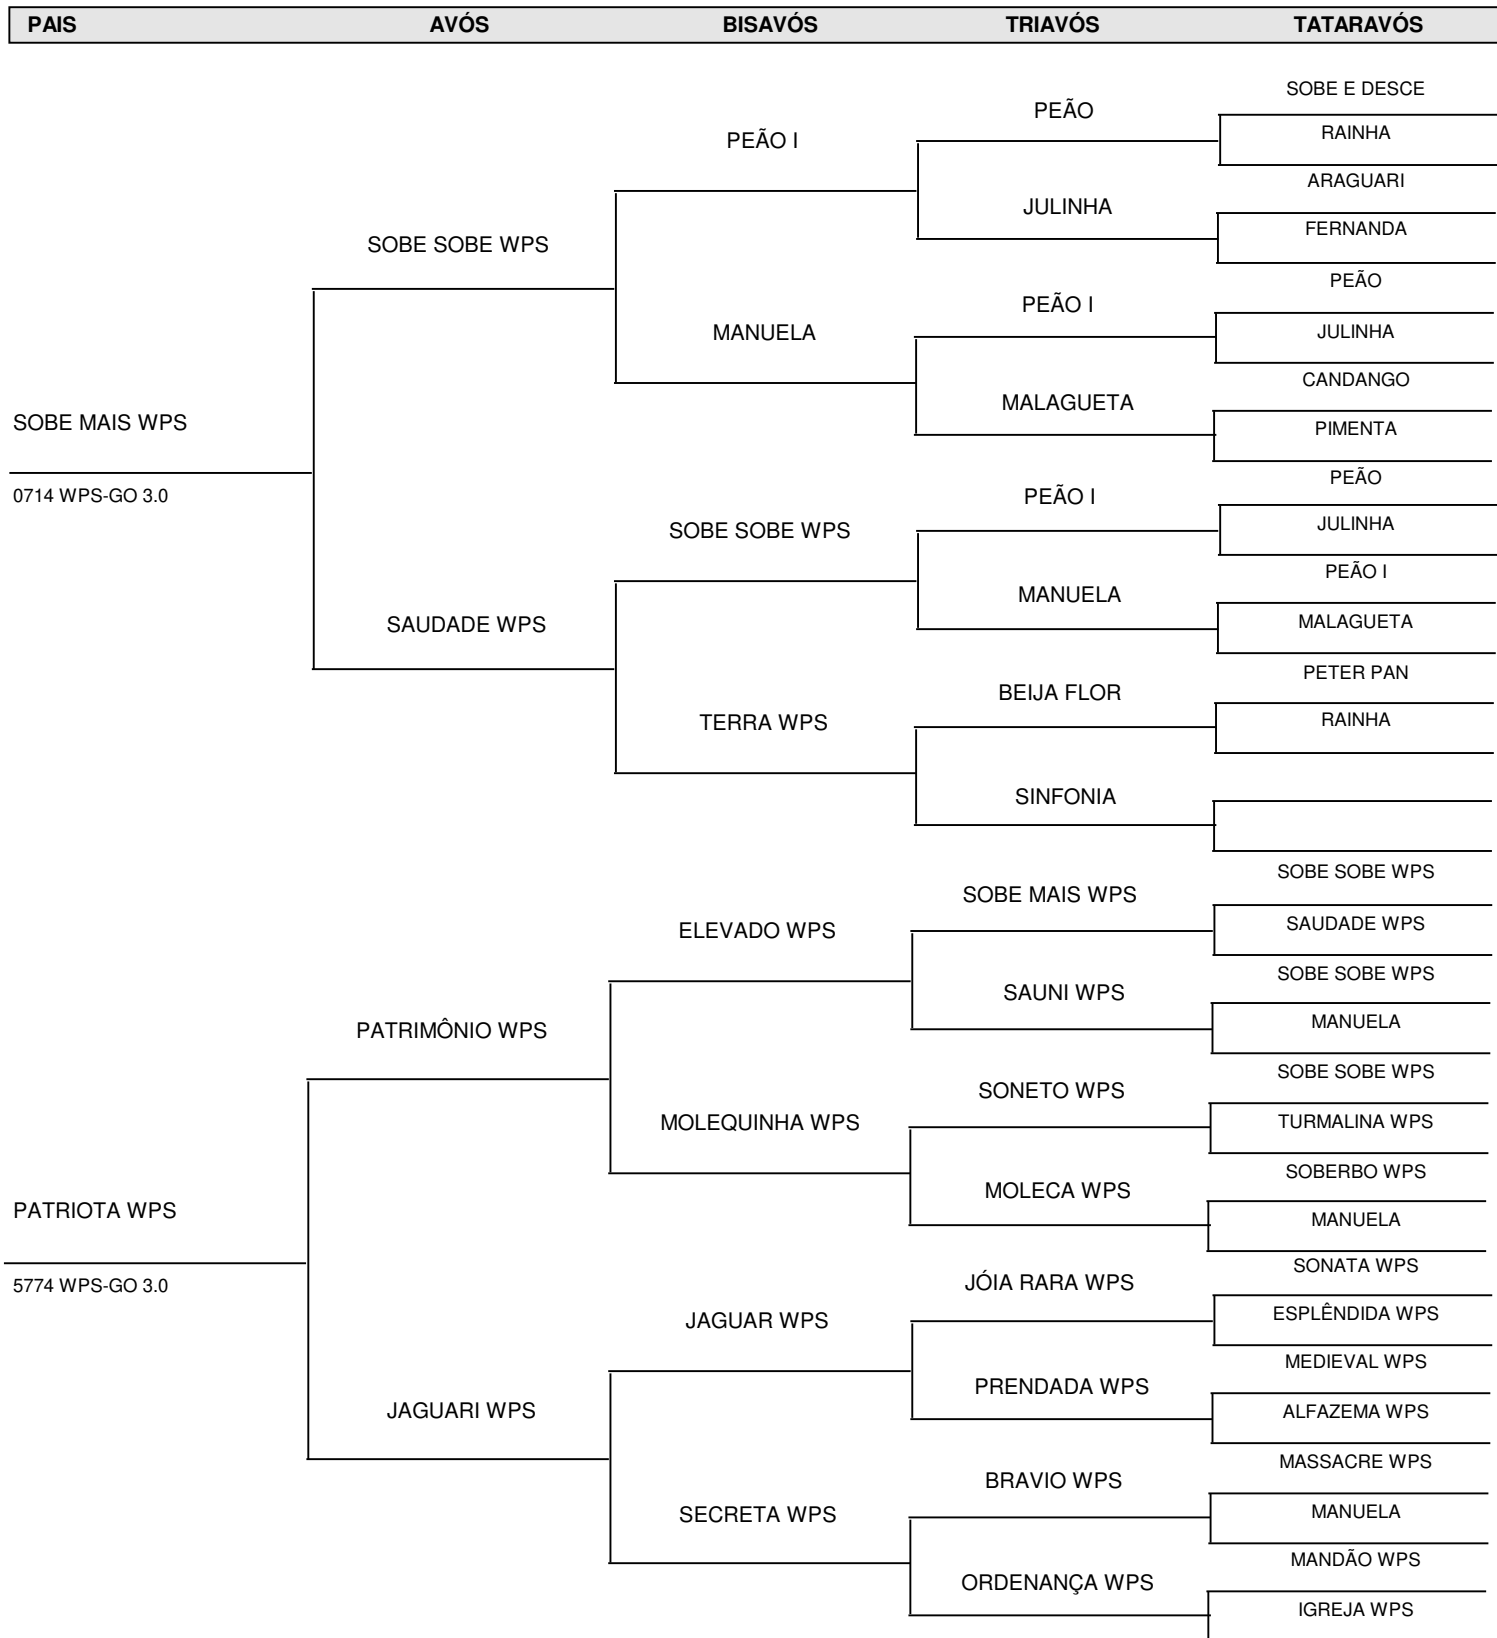 PAIS AVÓS BISAVÓS TRIAVÓS TATARAVÓS
SOBE E DESCE
PEÃO
RAINHA
PEÃO I
ARAGUARI
JULINHA
FERNANDA
SOBE SOBE WPS
PEÃO
PEÃO I
JULINHA
MANUELA
CANDANGO
MALAGUETA
SOBE MAIS WPS
PIMENTA
PEÃO
0714 WPS-GO 3.0
PEÃO I
JULINHA
SOBE SOBE WPS
PEÃO I
MANUELA
MALAGUETA
SAUDADE WPS
PETER PAN
BEIJA FLOR
RAINHA
TERRA WPS
SINFONIA
SOBE SOBE WPS
SOBE MAIS WPS
SAUDADE WPS
ELEVADO WPS
SOBE SOBE WPS
SAUNI WPS
MANUELA
PATRIMÔNIO WPS
SOBE SOBE WPS
SONETO WPS
TURMALINA WPS
MOLEQUINHA WPS
SOBERBO WPS
MOLECA WPS
PATRIOTA WPS
MANUELA
SONATA WPS
5774 WPS-GO 3.0
JÓIA RARA WPS
ESPLÊNDIDA WPS
JAGUAR WPS
MEDIEVAL WPS
PRENDADA WPS
JAGUARI WPS
ALFAZEMA WPS
MASSACRE WPS
BRAVIO WPS
MANUELA
SECRETA WPS
MANDÃO WPS
ORDENANÇA WPS
IGREJA WPS